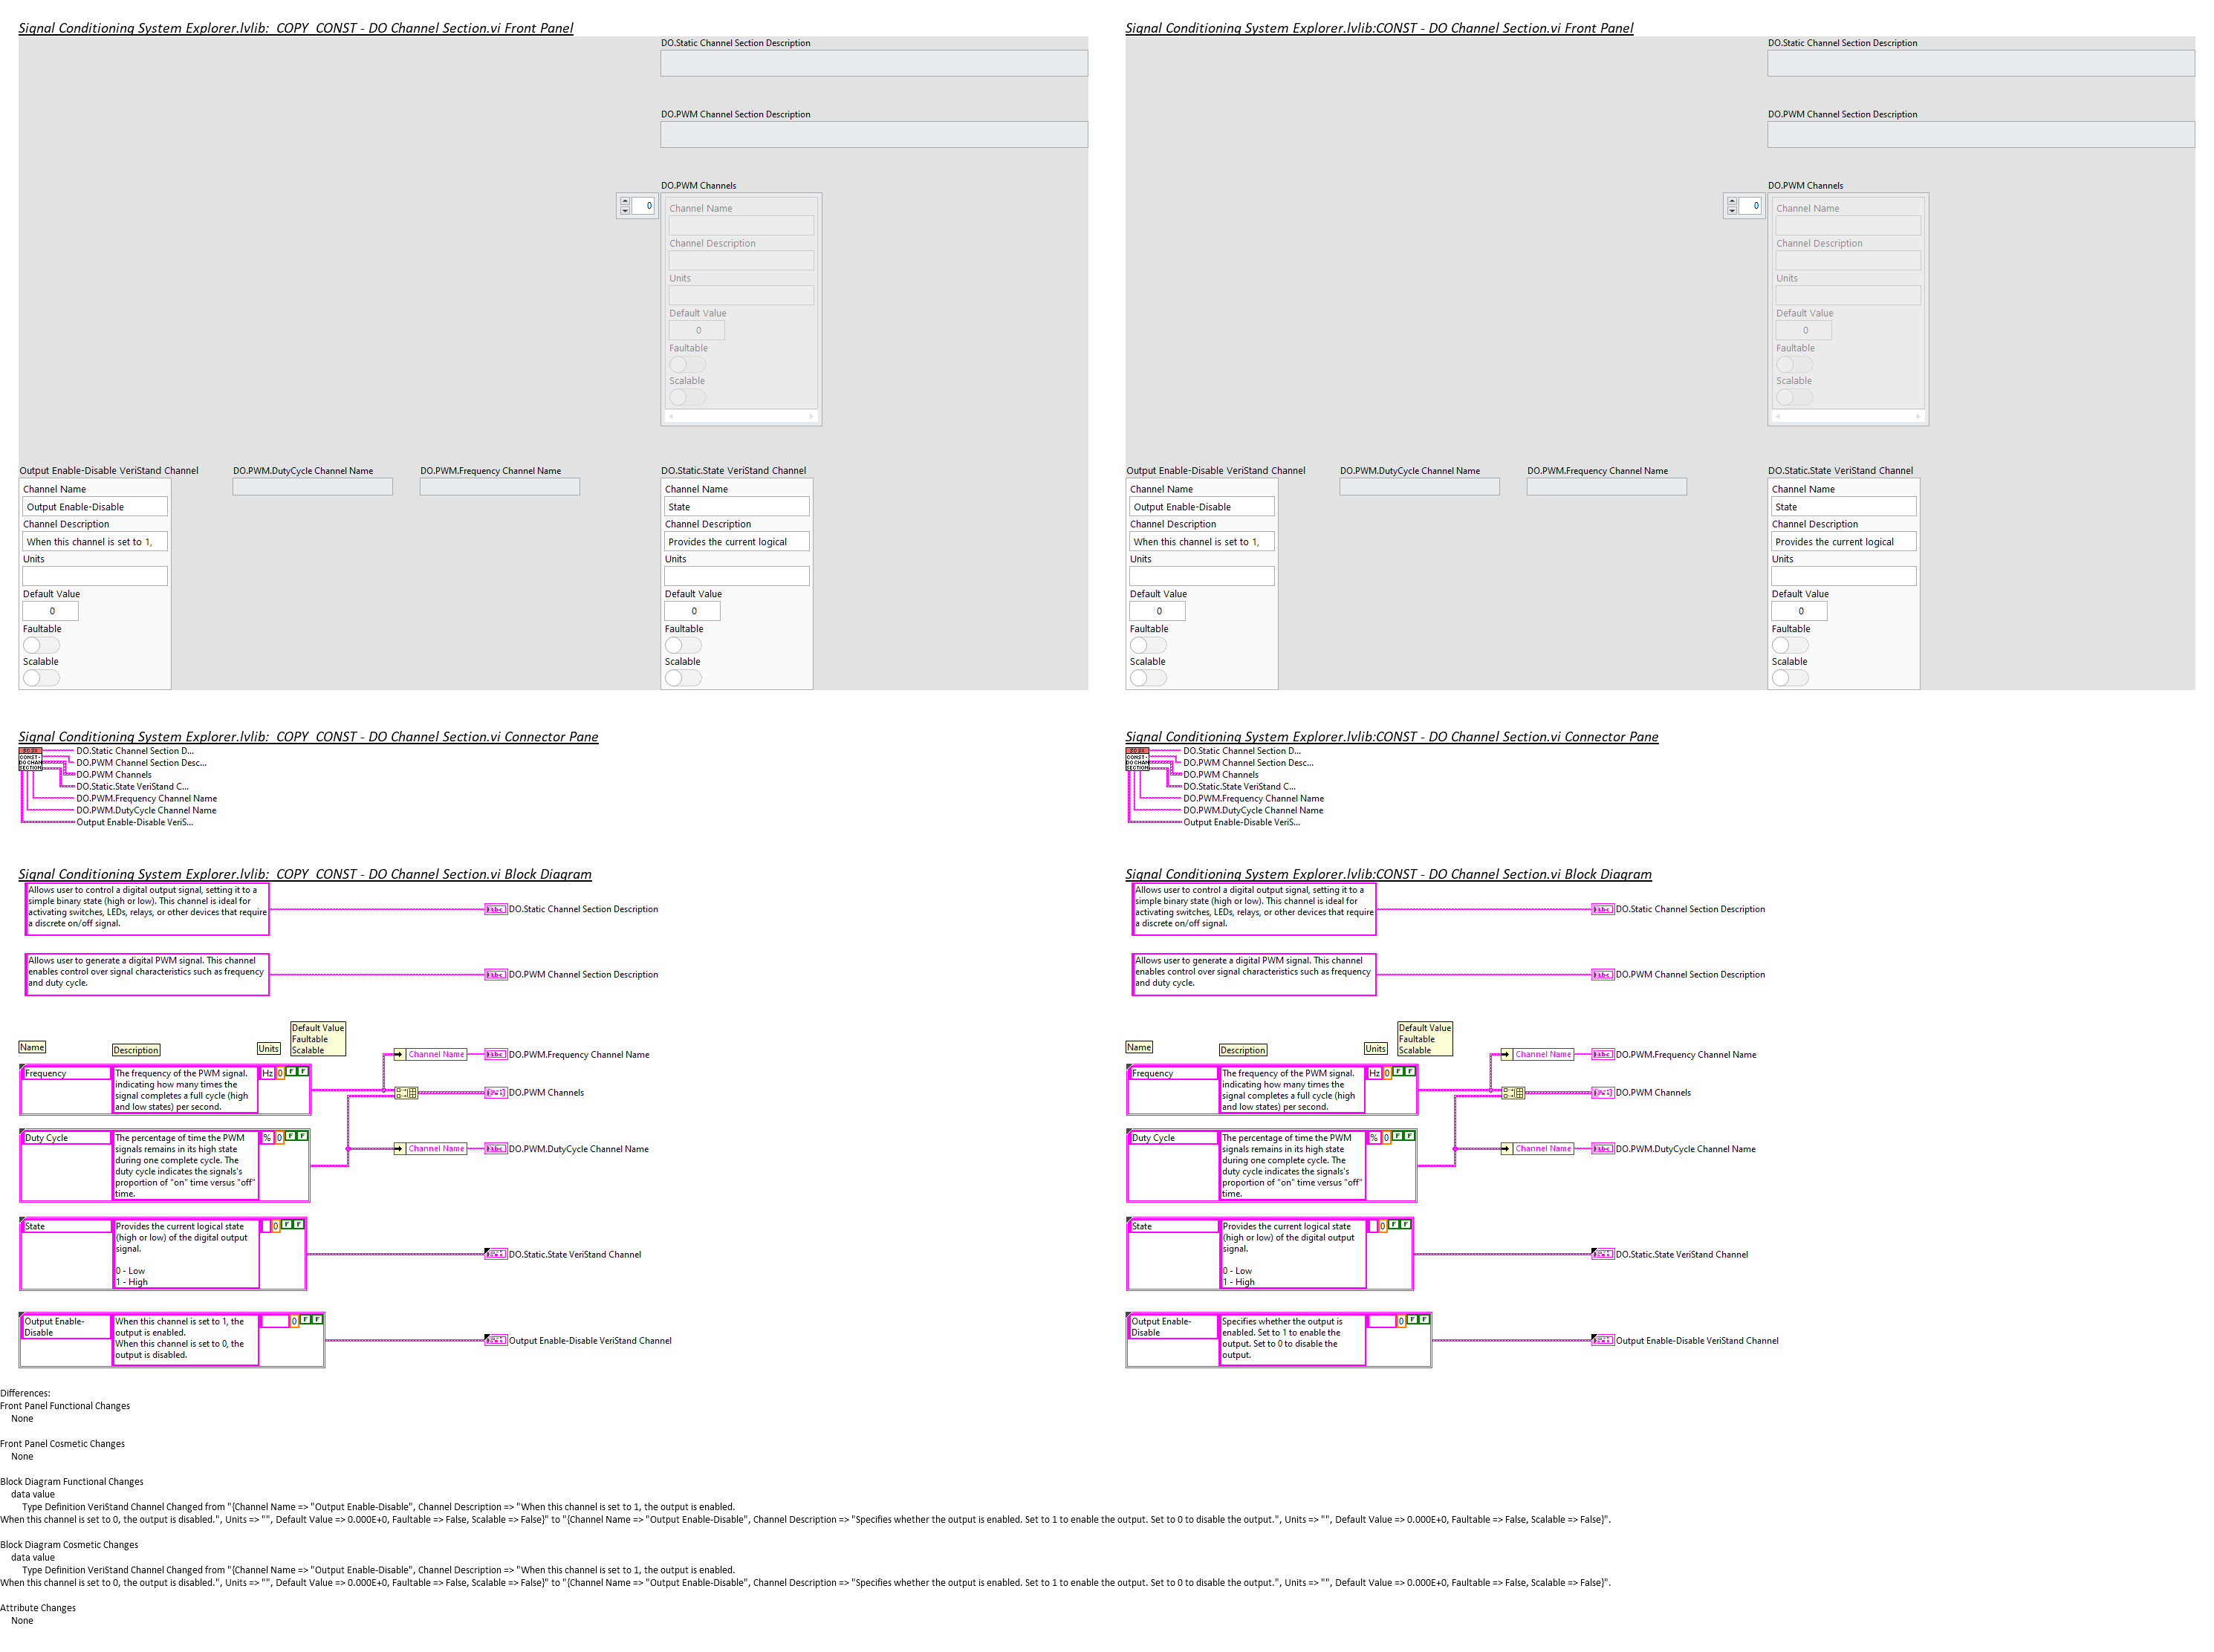 Signal Conditioning System Explorer.lvlib:_COPY_CONST - DO Channel Section.vi Front Panel
DO.Static Channel Section Description
DO.PWM Channel Section Description
DO.PWM Channels
0
Channel Name
Channel Description
Units
Default Value
0
Faultable
Scalable
Output Enable-Disable VeriStand Channel
DO.PWM.DutyCycle Channel Name
DO.PWM.Frequency Channel Name
DO.Static.State VeriStand Channel
Channel Name
Output Enable-Disable
Channel Description
When this channel is set to 1,
Units
Default Value
0
Faultable
Scalable
Channel Name
State
Channel Description
Provides the current logical
Units
Default Value
0
Faultable
Scalable
Signal Conditioning System Explorer.lvlib:CONST - DO Channel Section.vi Front Panel
DO.Static Channel Section Description
DO.PWM Channel Section Description
DO.PWM Channels
0
Channel Name
Channel Description
Units
Default Value
0
Faultable
Scalable
Output Enable-Disable VeriStand Channel
DO.PWM.DutyCycle Channel Name
DO.PWM.Frequency Channel Name
DO.Static.State VeriStand Channel
Channel Name
Output Enable-Disable
Channel Description
When this channel is set to 1,
Units
Default Value
0
Faultable
Scalable
Channel Name
State
Channel Description
Provides the current logical
Units
Default Value
0
Faultable
Scalable
Signal Conditioning System Explorer.lvlib:_COPY_CONST - DO Channel Section.vi Connector Pane
CONST -
DO CHAN
SECTION
DO.Static Channel Section D...
DO.PWM Channel Section Desc...
DO.PWM Channels
DO.Static.State VeriStand C...
DO.PWM.Frequency Channel Name
DO.PWM.DutyCycle Channel Name
Output Enable-Disable VeriS...
Signal Conditioning System Explorer.lvlib:CONST - DO Channel Section.vi Connector Pane
CONST -
DO CHAN
SECTION
DO.Static Channel Section D...
DO.PWM Channel Section Desc...
DO.PWM Channels
DO.Static.State VeriStand C...
DO.PWM.Frequency Channel Name
DO.PWM.DutyCycle Channel Name
Output Enable-Disable VeriS...
Signal Conditioning System Explorer.lvlib:_COPY_CONST - DO Channel Section.vi Block Diagram
Allows user to control a digital output signal, setting it to a
simple binary state (high or low). This channel is ideal for
activating switches, LEDs, relays, or other devices that require
a discrete on/off signal.
abc
DO.Static Channel Section Description
Allows user to generate a digital PWM signal. This channel
enables control over signal characteristics such as frequency
and duty cycle.
abc
DO.PWM Channel Section Description
Name
Description
Units
Default Value
Faultable
Scalable
Channel Name
abc
DO.PWM.Frequency Channel Name
Frequency
The frequency of the PWM signal.
indicating how many times the
signal completes a full cycle (high
and low states) per second.
Hz 0 F F
DO.PWM Channels
Duty Cycle
The percentage of time the PWM
signals remains in its high state
during one complete cycle. The
duty cycle indicates the signals's
proportion of "on" time versus "off"
time.
% 0 F F
Channel Name
abc
DO.PWM.DutyCycle Channel Name
State
Provides the current logical state
(high or low) of the digital output
signal.
0 - Low
1 - High
0 F F
DO.Static.State VeriStand Channel
Output Enable-
Disable
When this channel is set to 1, the
output is enabled.
When this channel is set to 0, the
output is disabled.
0 F F
Output Enable-Disable VeriStand Channel
Signal Conditioning System Explorer.lvlib:CONST - DO Channel Section.vi Block Diagram
Allows user to control a digital output signal, setting it to a
simple binary state (high or low). This channel is ideal for
activating switches, LEDs, relays, or other devices that require
a discrete on/off signal.
abc
DO.Static Channel Section Description
Allows user to generate a digital PWM signal. This channel
enables control over signal characteristics such as frequency
and duty cycle.
abc
DO.PWM Channel Section Description
Name
Description
Units
Default Value
Faultable
Scalable
Channel Name
abc
DO.PWM.Frequency Channel Name
Frequency
The frequency of the PWM signal.
indicating how many times the
signal completes a full cycle (high
and low states) per second.
Hz 0 F F
DO.PWM Channels
Duty Cycle
The percentage of time the PWM
signals remains in its high state
during one complete cycle. The
duty cycle indicates the signals's
proportion of "on" time versus "off"
time.
% 0 F F
Channel Name
abc
DO.PWM.DutyCycle Channel Name
State
Provides the current logical state
(high or low) of the digital output
signal.
0 - Low
1 - High
0 F F
DO.Static.State VeriStand Channel
Output Enable-
Disable
Specifies whether the output is
enabled. Set to 1 to enable the
output. Set to 0 to disable the
output.
0 F F
Output Enable-Disable VeriStand Channel
Differences:
Front Panel Functional Changes
None
Front Panel Cosmetic Changes
None
Block Diagram Functional Changes
data value
Type Definition VeriStand Channel Changed from "{Channel Name => "Output Enable-Disable", Channel Description => "When this channel is set to 1, the output is enabled.
When this channel is set to 0, the output is disabled.", Units => "", Default Value => 0.000E+0, Faultable => False, Scalable => False}" to "{Channel Name => "Output Enable-Disable", Channel Description => "Specifies whether the output is enabled. Set to 1 to enable the output. Set to 0 to disable the output.", Units => "", Default Value => 0.000E+0, Faultable => False, Scalable => False}".
Block Diagram Cosmetic Changes
data value
Type Definition VeriStand Channel Changed from "{Channel Name => "Output Enable-Disable", Channel Description => "When this channel is set to 1, the output is enabled.
When this channel is set to 0, the output is disabled.", Units => "", Default Value => 0.000E+0, Faultable => False, Scalable => False}" to "{Channel Name => "Output Enable-Disable", Channel Description => "Specifies whether the output is enabled. Set to 1 to enable the output. Set to 0 to disable the output.", Units => "", Default Value => 0.000E+0, Faultable => False, Scalable => False}".
Attribute Changes
None